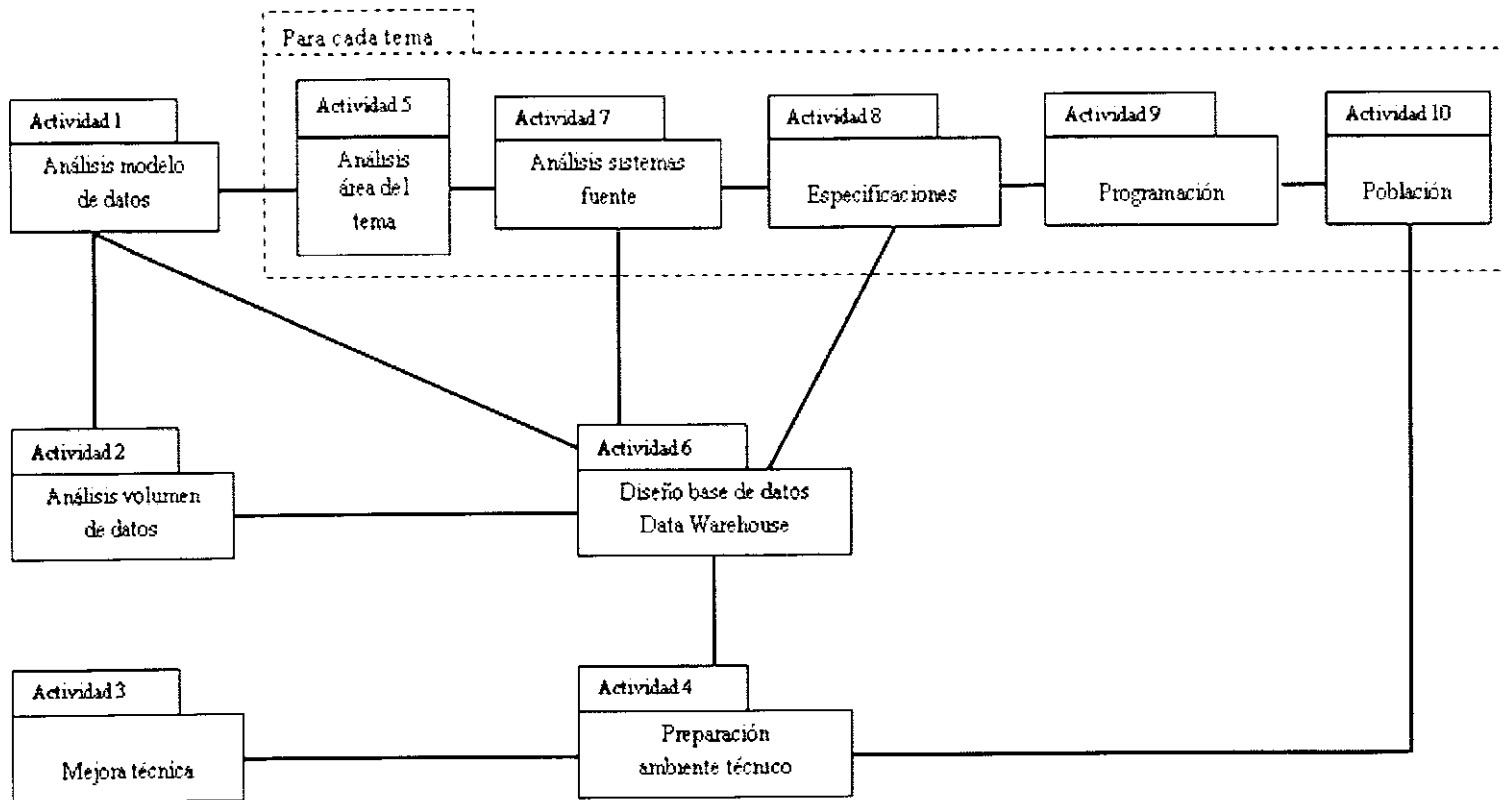 Para cada tema
Actividad 1
Análisis modelo
de datos
Actividad 5
Análisis
área del
tema
Actividad 7
Análisis sistemas
fuente
Actividad 8
Especificaciones
Actividad 9
Programación
Actividad 10
Población
Actividad 2
Análisis volumen
de datos
Actividad 6
Diseño base de datos
Data Warehouse
Actividad 3
Mejora técnica
Actividad 4
Preparación
ambiente técnico